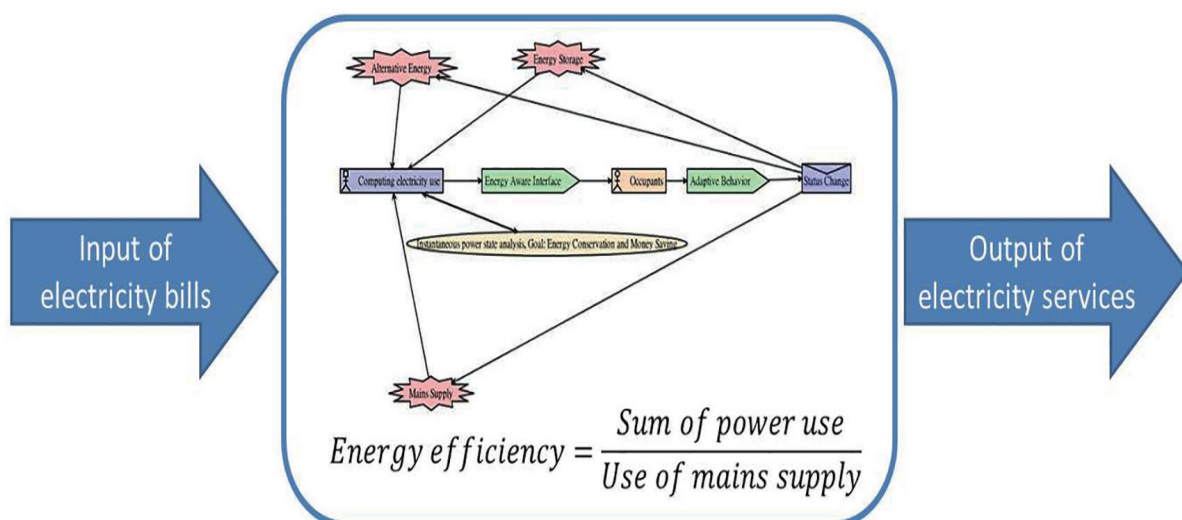 Alternative Energy
Energy Storage
Computing electricity use
Energy Aware Interface
Occupants
Adaptive Behavior
Status Change
Instantaneous power state analysis, Goal: Energy Conservation and Money Saving
Input of
electricity bills
Output of
electricity services
Mains Supply
Energy efficiency = Sum of power use / Use of mains supply